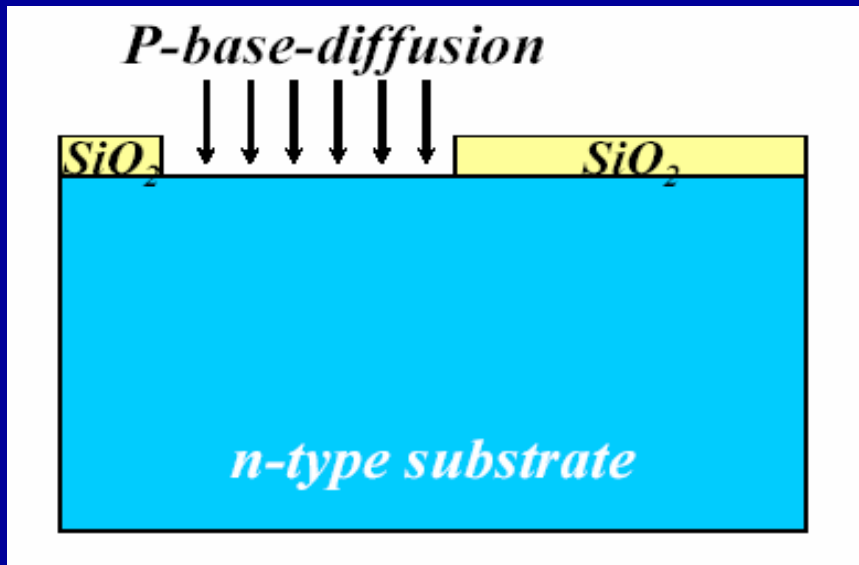 P-base-diffusion
SiO₂ SiO₂
n-type substrate